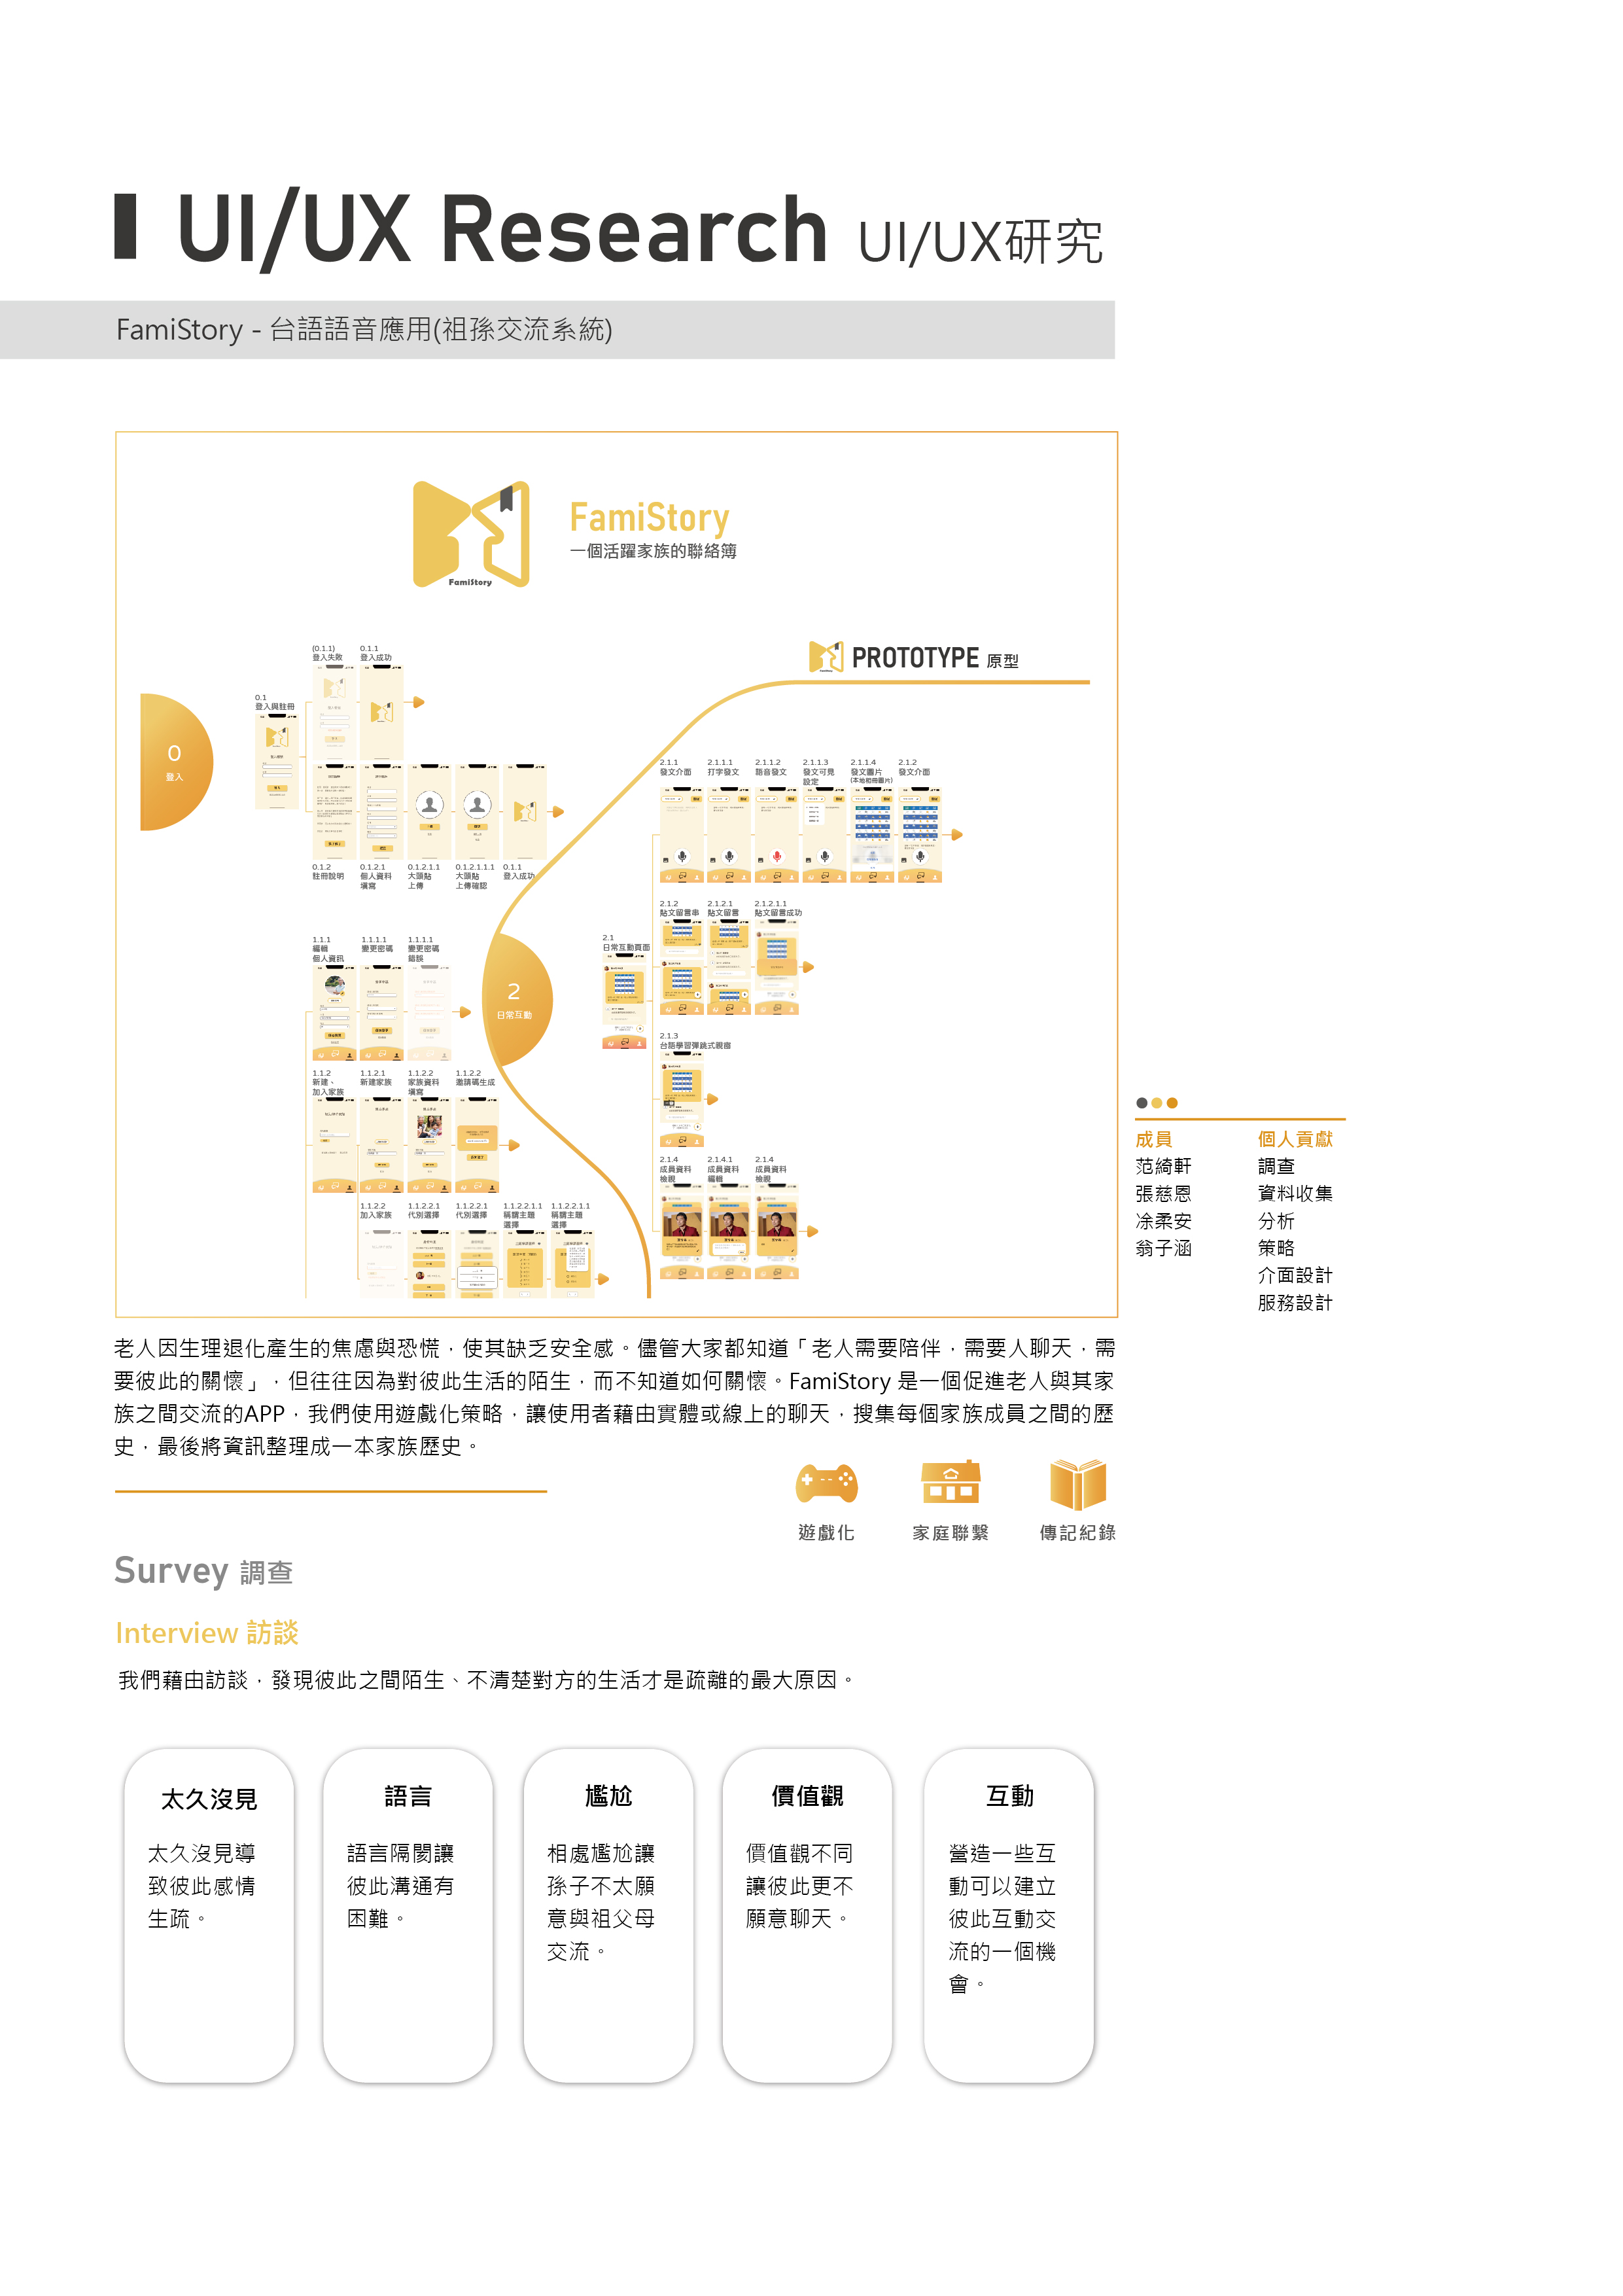 UI/UX Research UI/UX研究
FamiStory - 台語語音應用(祖孫交流系統)
FamiStory
FamiStory
一個活躍家族的聯絡簿
PROTOTYPE 原型
0
登入
0.1
登入與註冊
(0.1.1)
登入失敗
0.1.1
登入成功
0.1.2
註冊說明
0.1.2.1
個人資料
填寫
0.1.2.1.1
大頭貼
上傳
0.1.2.1.1.1
大頭貼
上傳確認
0.1.1
登入成功
1.1.1
編輯
個人資訊
1.1.1.1
變更密碼
1.1.1.1
變更密碼
錯誤
1.1.2
新建、
加入家族
1.1.2.1
新建家族
1.1.2.2
家族資料
填寫
1.1.2.2
邀請碼生成
1.1.2.2
加入家族
1.1.2.2.1
代別選擇
1.1.2.2.1
代別選擇
1.1.2.2.1.1
稱謂主題
選擇
1.1.2.2.1.1
稱謂主題
選擇
2
日常互動
2.1
日常互動頁面
2.1.1
發文介面
2.1.1.1
打字發文
2.1.1.2
語音發文
2.1.1.3
發文可見
設定
2.1.1.4
發文圖片
(本地相冊圖片)
2.1.2
發文介面
2.1.2
貼文留言串
2.1.2.1
貼文留言
2.1.2.1.1
貼文留言成功
2.1.3
台語學習彈跳式視窗
2.1.4
成員資料
檢視
2.1.4.1
成員資料
編輯
2.1.4
成員資料
檢視
成員
范綺軒
張慈恩
凃柔安
翁子涵
個人貢獻
調查
資料收集
分析
策略
介面設計
服務設計
老人因生理退化產生的焦慮與恐慌，使其缺乏安全感。儘管大家都知道「老人需要陪伴，需要人聊天，需
要彼此的關懷」，但往往因為對彼此生活的陌生，而不知道如何關懷。FamiStory 是一個促進老人與其家
族之間交流的APP，我們使用遊戲化策略，讓使用者藉由實體或線上的聊天，搜集每個家族成員之間的歷
史，最後將資訊整理成一本家族歷史。
遊戲化
家庭聯繫
傳記紀錄
Survey 調查
Interview 訪談
我們藉由訪談，發現彼此之間陌生、不清楚對方的生活才是疏離的最大原因。
太久沒見
太久沒見導
致彼此感情
生疏。
語言
語言隔閡讓
彼此溝通有
困難。
尷尬
相處尷尬讓
孫子不太願
意與祖父母
交流。
價值觀
價值觀不同
讓彼此更不
願意聊天。
互動
營造一些互
動可以建立
彼此互動交
流的一個機
會。